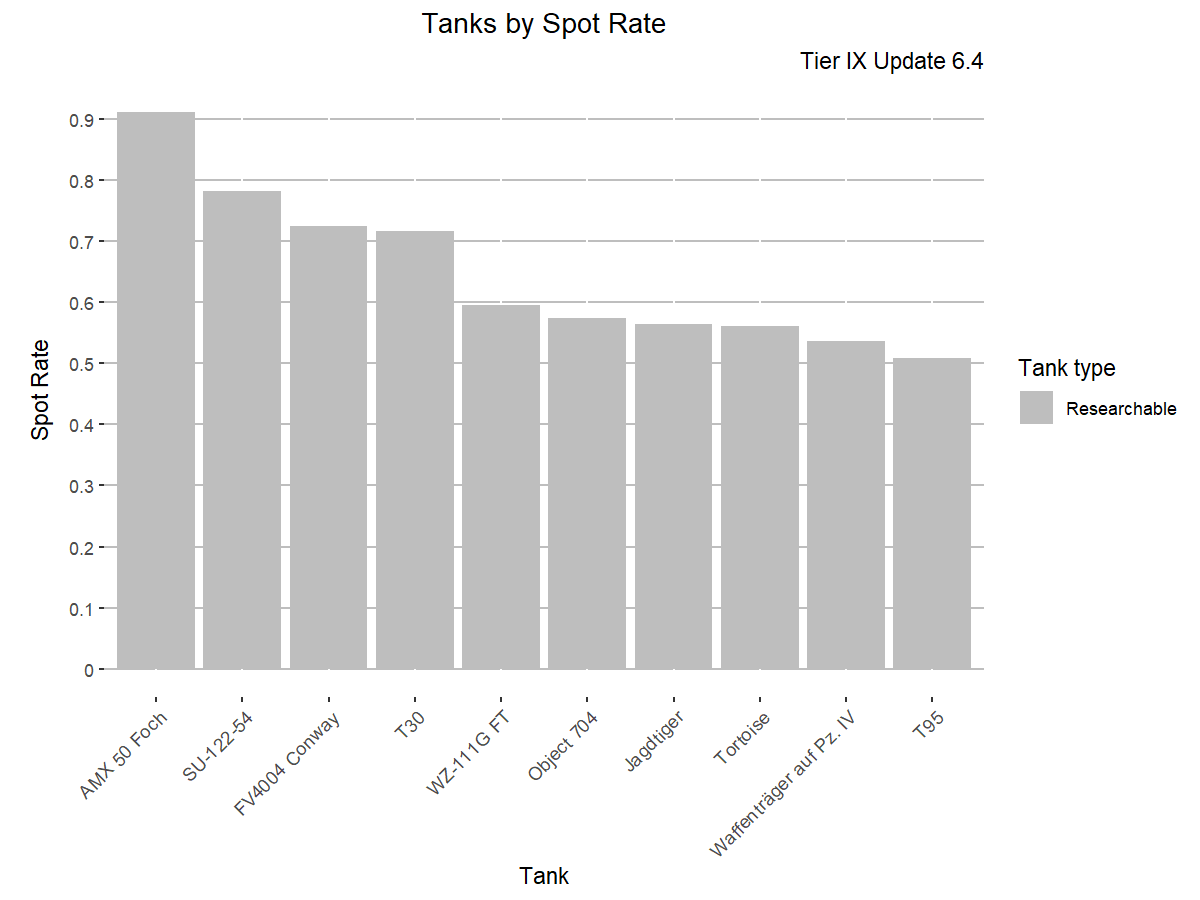 Tanks by Spot Rate
Tier IX Update 6.4
Spot Rate
0.9
0.8
0.7
0.6
0.5
0.4
0.3
0.2
0.1
0
AMX 50 Foch
SU-122-54
FV4004 Conway
T30
WZ-111G FT
Object 704
Jagdtiger
Tortoise
Waffenträger auf Pz. IV
T95
Tank
Tank type
Researchable